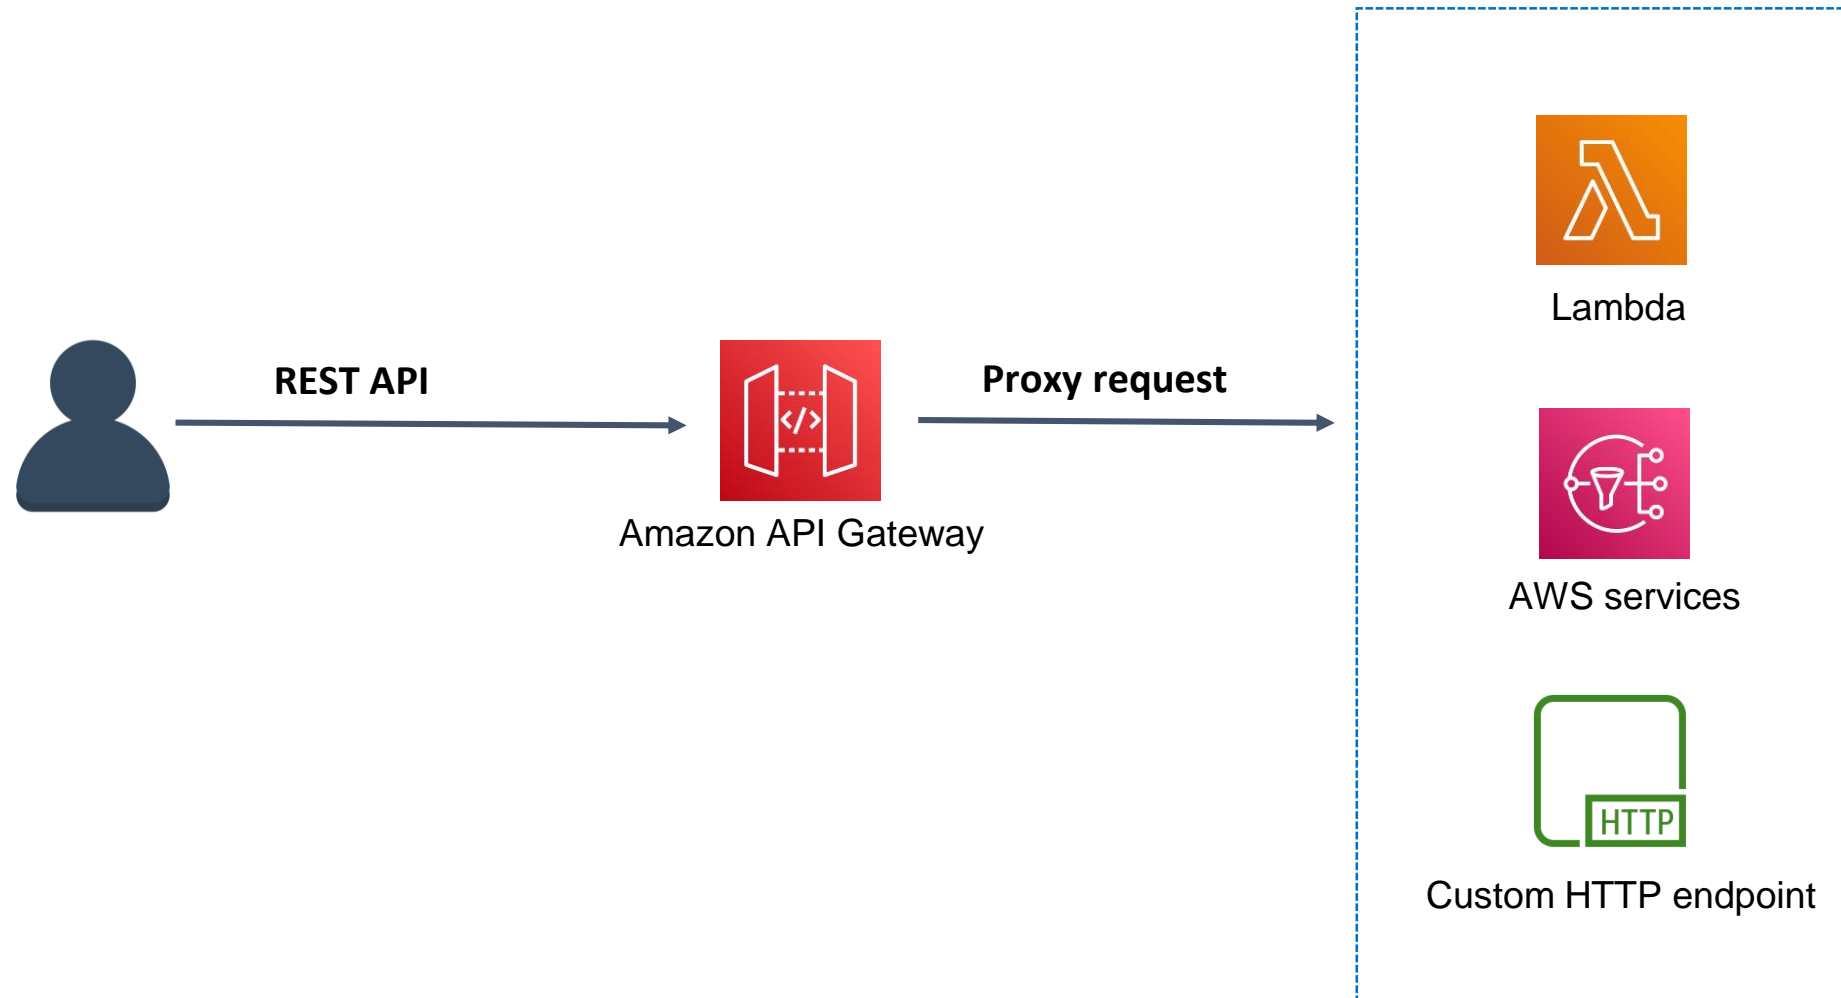 REST API
</>
Amazon API Gateway
Proxy request
Lambda
AWS services
HTTP
Custom HTTP endpoint